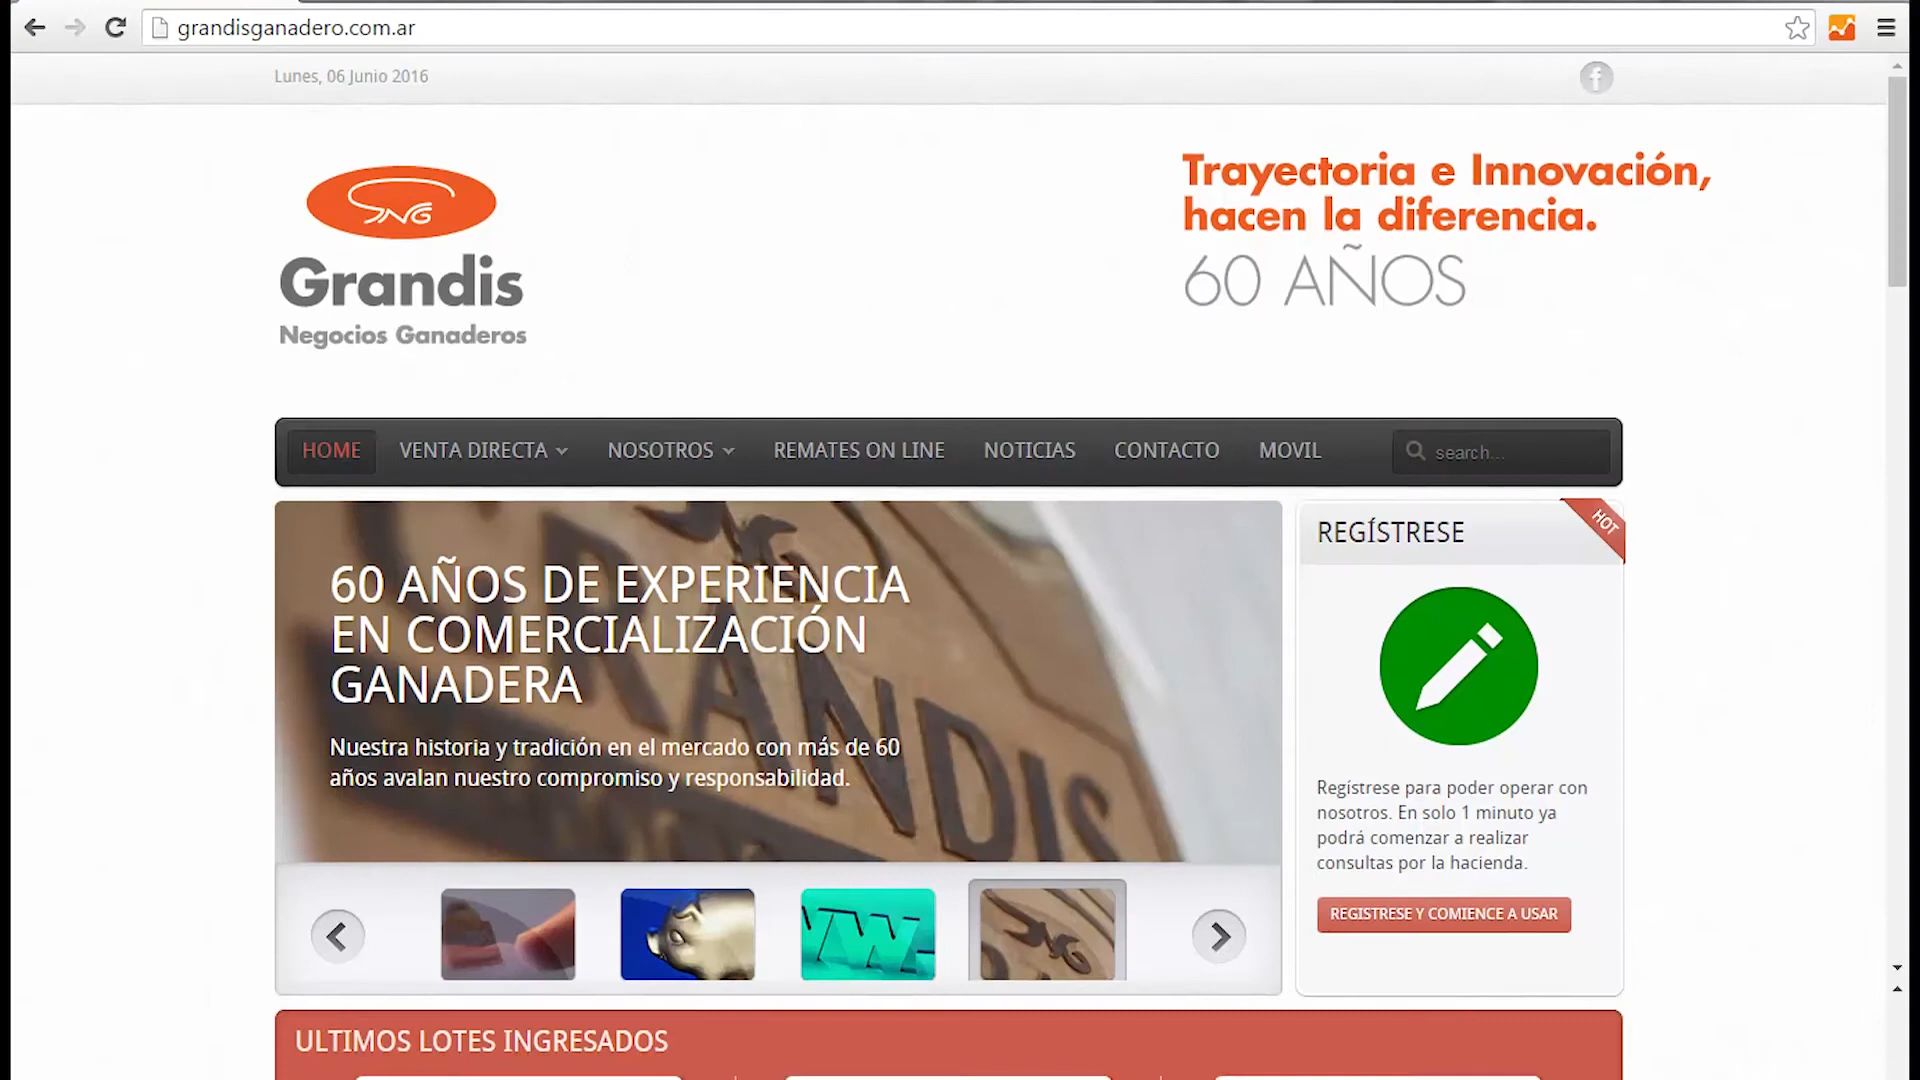 grandisganadero.com.ar
Lunes, 06 Junio 2016
f
Trayectoria e Innovación,
hacen la diferencia.
60 AÑOS
GNG
Grandis
Negocios Ganaderos
HOME VENTA DIRECTA NOSOTROS REMATES ON LINE NOTICIAS CONTACTO MOVIL search...
60 AÑOS DE EXPERIENCIA
EN COMERCIALIZACIÓN
GANADERA
Nuestra historia y tradición en el mercado con más de 60
años avalan nuestro compromiso y responsabilidad.
GRANDIS
REGÍSTRESE
HOT
Regístrese para poder operar con
nosotros. En solo 1 minuto ya
podrá comenzar a realizar
consultas por la hacienda.
REGISTRESE Y COMIENCE A USAR
ULTIMOS LOTES INGRESADOS